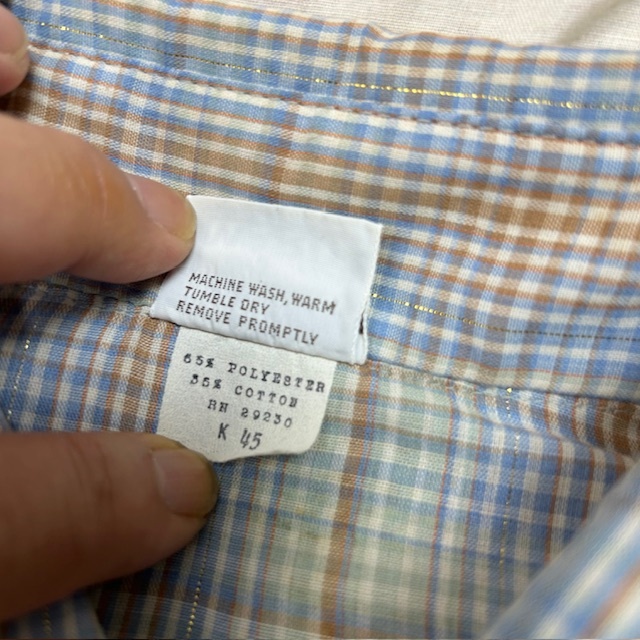 MACHINE WASH, WARM
TUMBLE DRY
REMOVE PROMPTLY
65% POLYESTER
35% COTTON
RN 29230
K 45